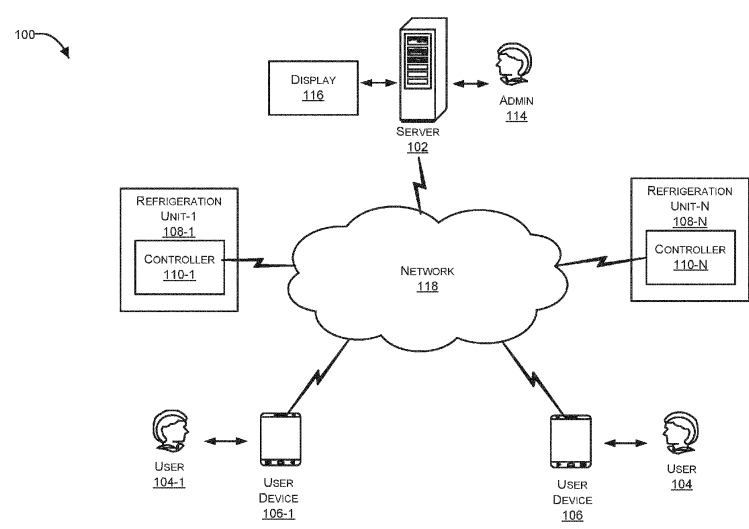 100
DISPLAY
116
SERVER
102
ADMIN
114
REFRIGERATION
UNIT-1
108-1
CONTROLLER
110-1
NETWORK
118
REFRIGERATION
UNIT-N
108-N
CONTROLLER
110-N
USER
104-1
USER
DEVICE
106-1
USER
DEVICE
106
USER
104